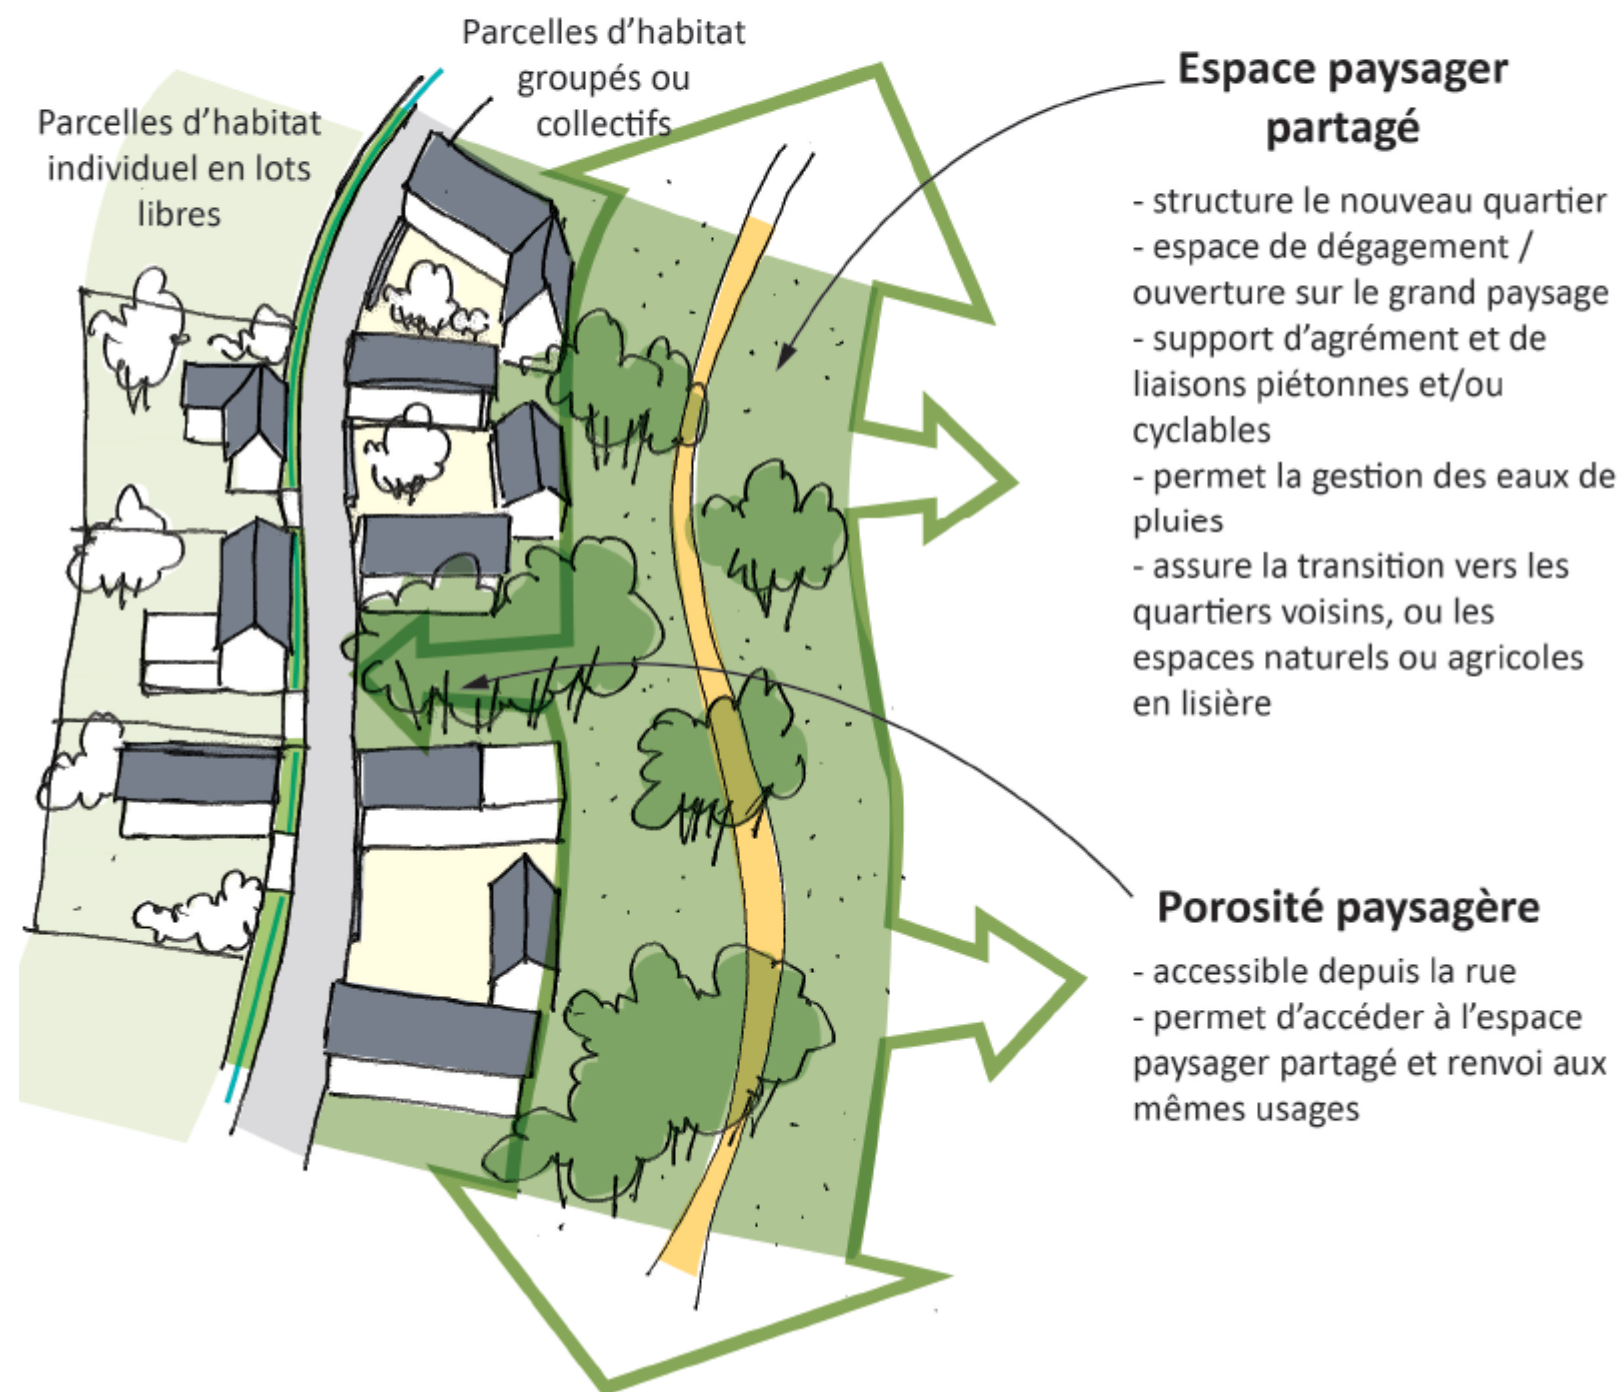 Parcelles d’habitat
groupés ou
collectifs
Parcelles d’habitat
individuel en lots
libres
Espace paysager
partagé
- structure le nouveau quartier
- espace de dégagement /
ouverture sur le grand paysage
- support d’agrément et de
liaisons piétonnes et/ou
cyclables
- permet la gestion des eaux de
pluies
- assure la transition vers les
quartiers voisins, ou les
espaces naturels ou agricoles
en lisière
Porosité paysagère
- accessible depuis la rue
- permet d’accéder à l’espace
paysager partagé et renvoi aux
mêmes usages